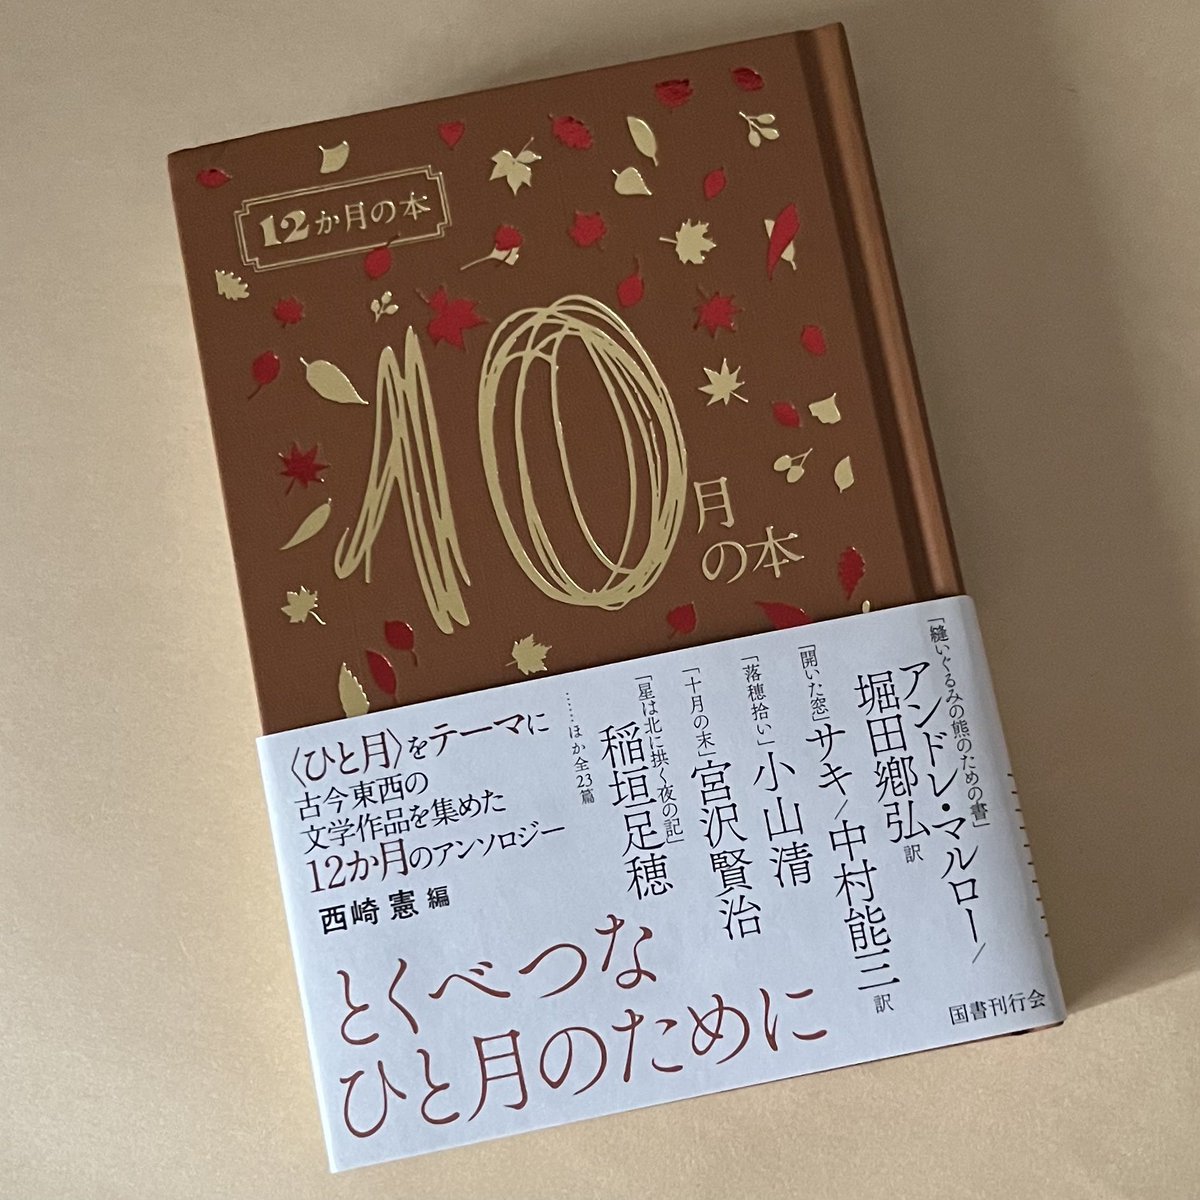 12か月の本
10月の本
「縫いぐるみの熊のための書」
アンドレ・マルロー/
堀田郷弘 訳
「開いた窓」サキ/中村能三 訳
「落穂拾い」小山清
「十月の末」宮沢賢治
「星は北に拱く夜の記」
稲垣足穂
……ほか全23篇
〈ひと月〉をテーマに
古今東西の
文学作品を集めた
12か月のアンソロジー
西崎 憲 編
とくべつな
ひと月のために
国書刊行会